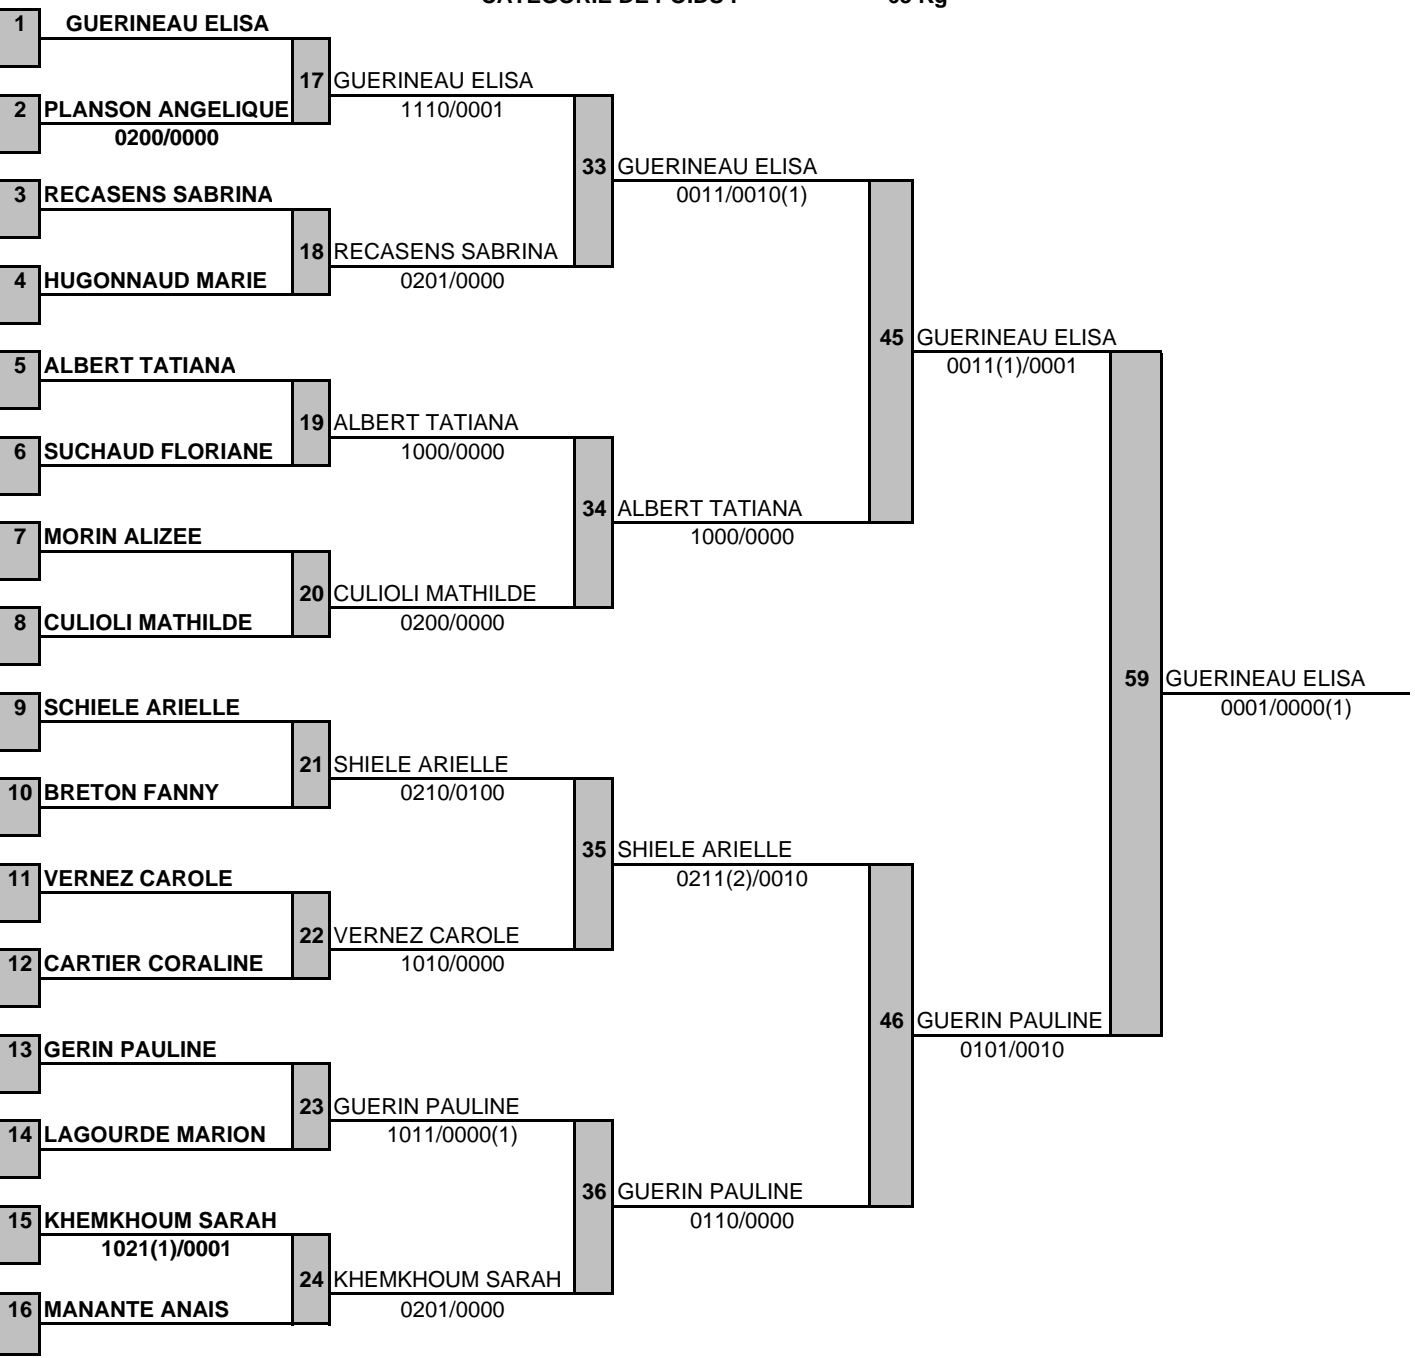 1 GUERINEAU ELISA
17 GUERINEAU ELISA
2 PLANSON ANGELIQUE
1110/0001
0200/0000
33 GUERINEAU ELISA
3 RECASENS SABRINA
0011/0010(1)
18 RECASENS SABRINA
4 HUGONNAUD MARIE
0201/0000
45 GUERINEAU ELISA
5 ALBERT TATIANA
0011(1)/0001
19 ALBERT TATIANA
6 SUCHAUD FLORIANE
1000/0000
34 ALBERT TATIANA
7 MORIN ALIZEE
1000/0000
20 CULIOLI MATHILDE
8 CULIOLI MATHILDE
0200/0000
59 GUERINEAU ELISA
9 SCHIELE ARIELLE
0001/0000(1)
21 SHIELE ARIELLE
10 BRETON FANNY
0210/0100
35 SHIELE ARIELLE
11 VERNEZ CAROLE
0211(2)/0010
22 VERNEZ CAROLE
12 CARTIER CORALINE
1010/0000
46 GUERIN PAULINE
13 GERIN PAULINE
0101/0010
23 GUERIN PAULINE
14 LAGOURDE MARION
1011/0000(1)
36 GUERIN PAULINE
15 KHEMKHOUM SARAH
0110/0000
1021(1)/0001
24 KHEMKHOUM SARAH
16 MANANTE ANAIS
0201/0000